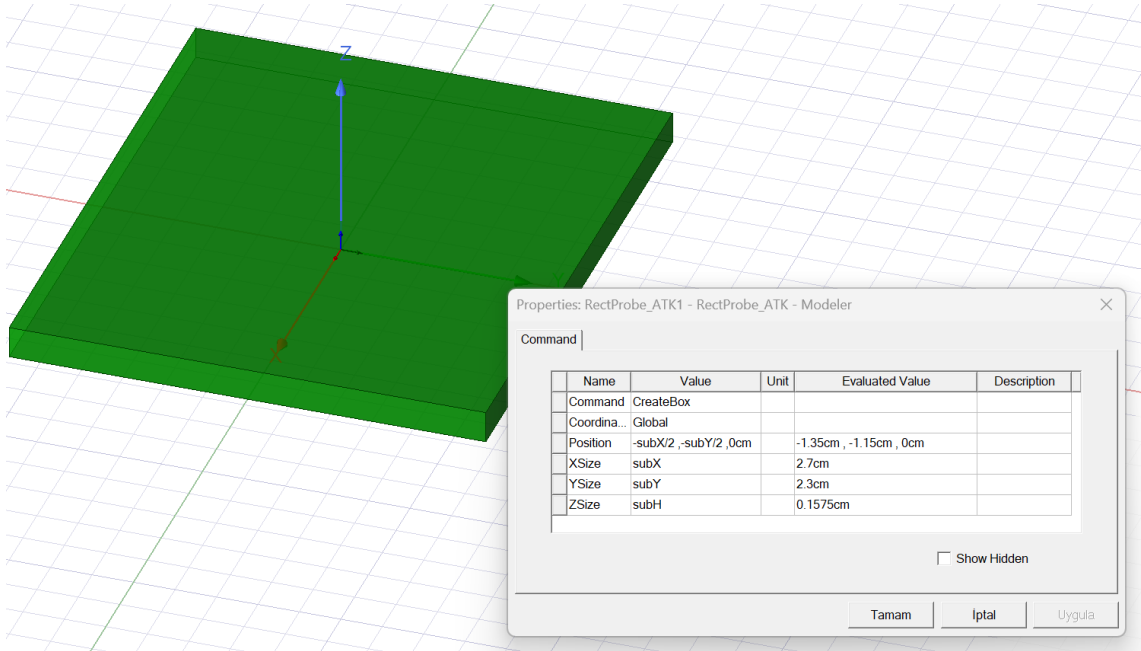 Z
X
Properties: RectProbe_ATK1 - RectProbe_ATK - Modeler
Command
Name Value Unit Evaluated Value Description
Command CreateBox
Coordina... Global
Position -subX/2 ,-subY/2 ,0cm -1.35cm , -1.15cm , 0cm
XSize subX 2.7cm
YSize subY 2.3cm
ZSize subH 0.1575cm
Show Hidden
Tamam İptal Uygula